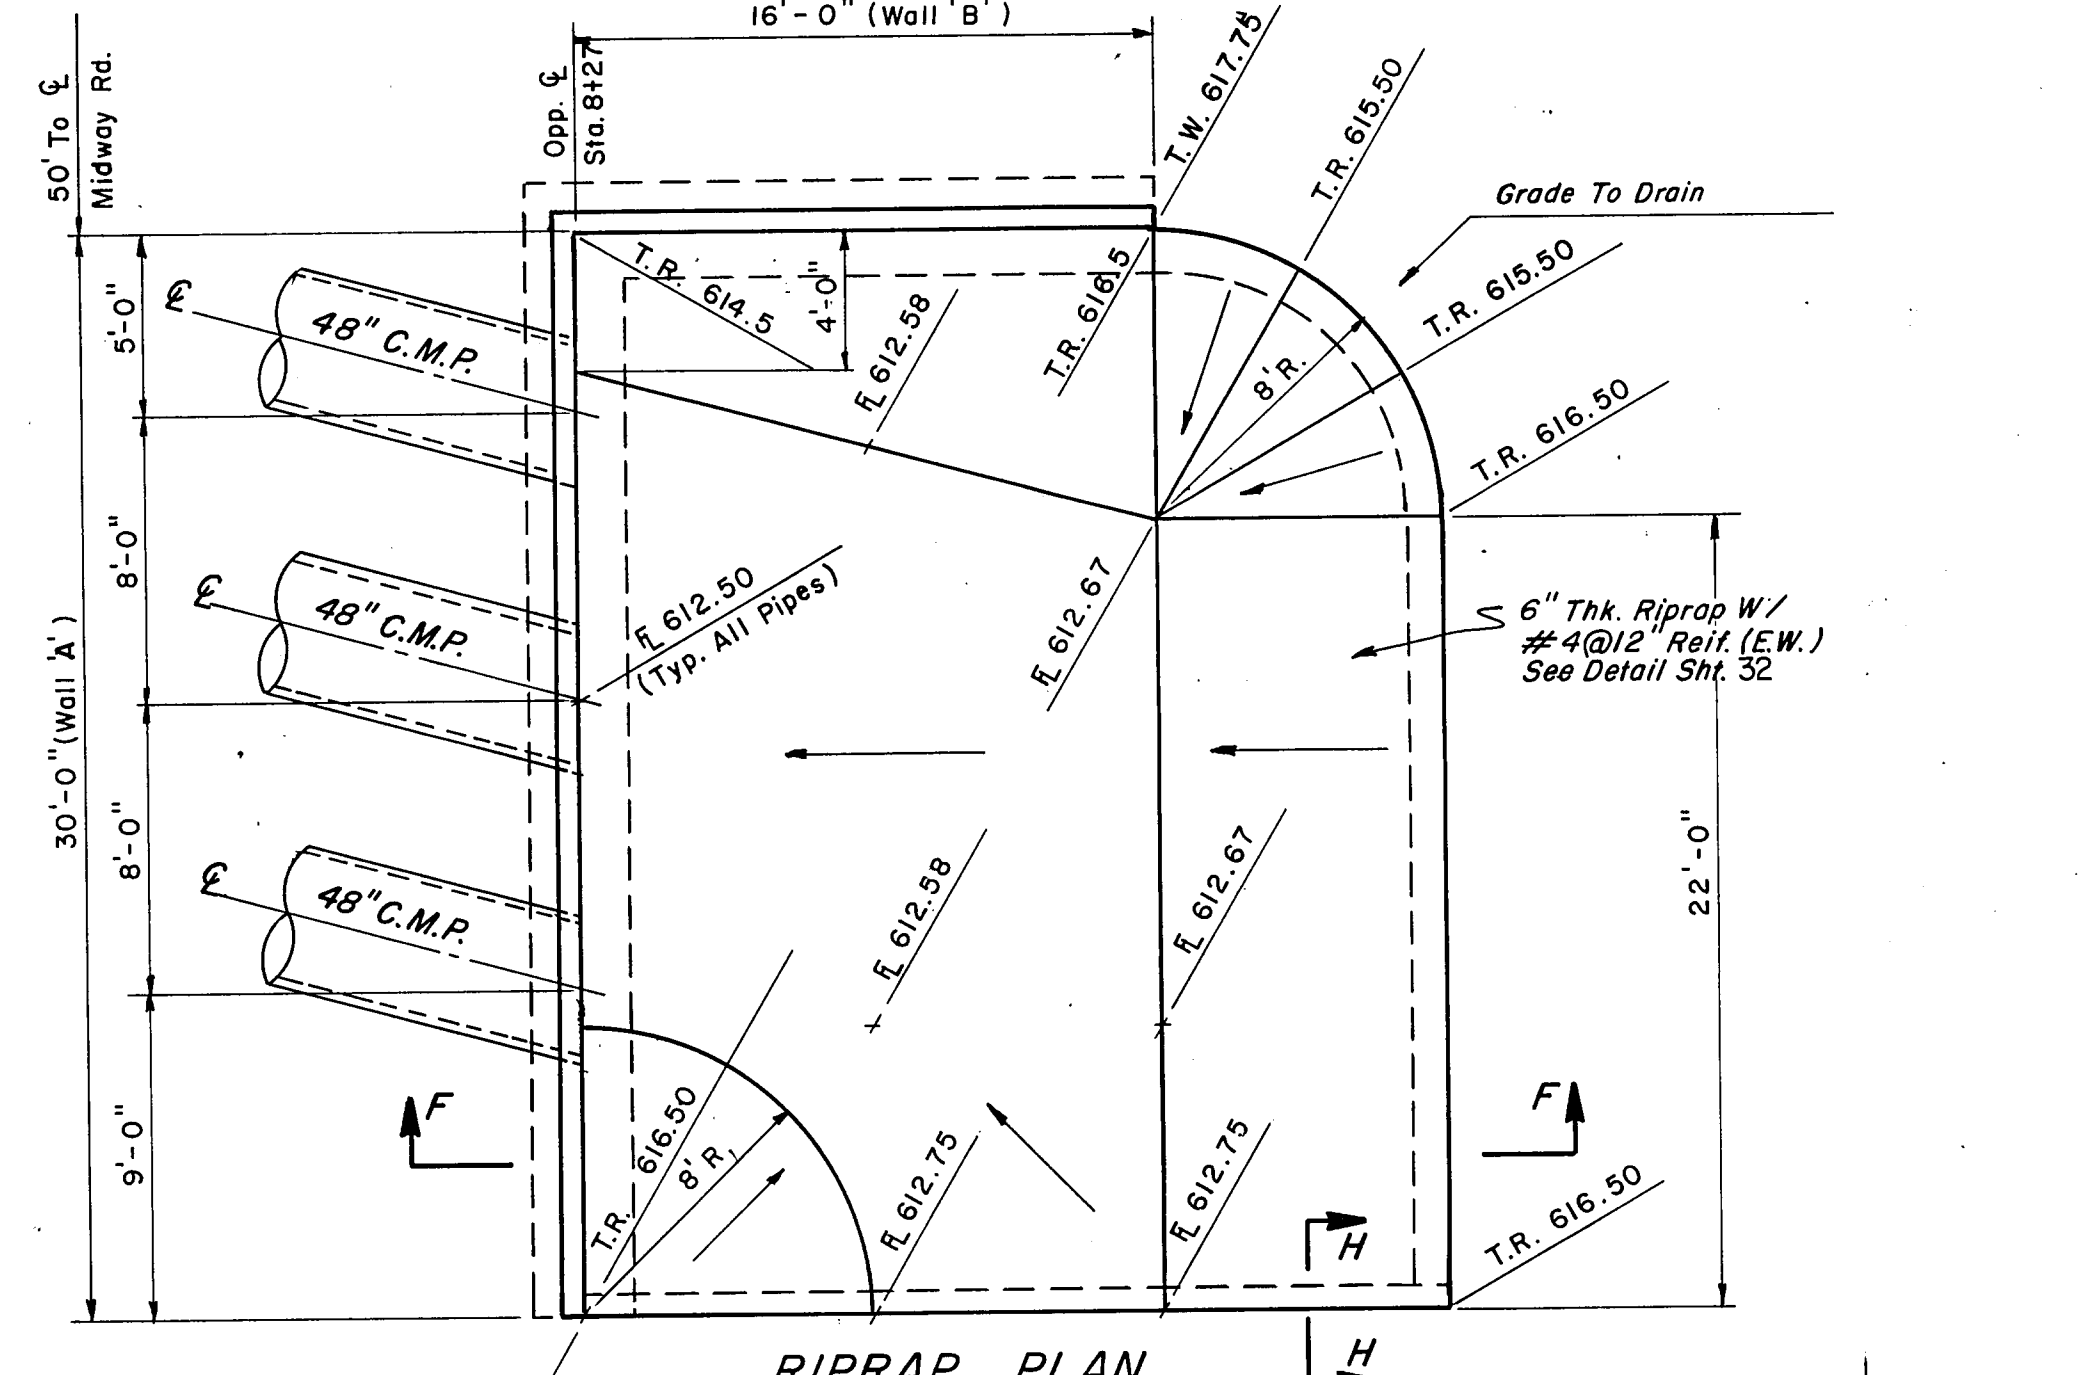 16'-0" (Wall 'B')
50' To ℄
Midway Rd.
Opp. ℄
Sta. 8+27
T.W. 617.75
T.R. 615.50
Grade To Drain
T.R. 615.50
T.R. 616.50
5'-0"
℄
48" C.M.P.
T.R. 614.5
4'-0"
FL 612.58
T.R. 616.5
8' R.
8'-0"
℄
48" C.M.P.
FL 612.50
(Typ. All Pipes)
FL 612.67
6" Thk. Riprap W/
#4@12" Reif. (E.W.)
See Detail Sht. 32
30'-0" (Wall 'A')
8'-0"
℄
48" C.M.P.
FL 612.58
FL 612.67
22'-0"
9'-0"
F
T.R. 616.50
8' R.
FL 612.75
FL 612.75
F
H
T.R. 616.50
RIPRAP PLAN
H